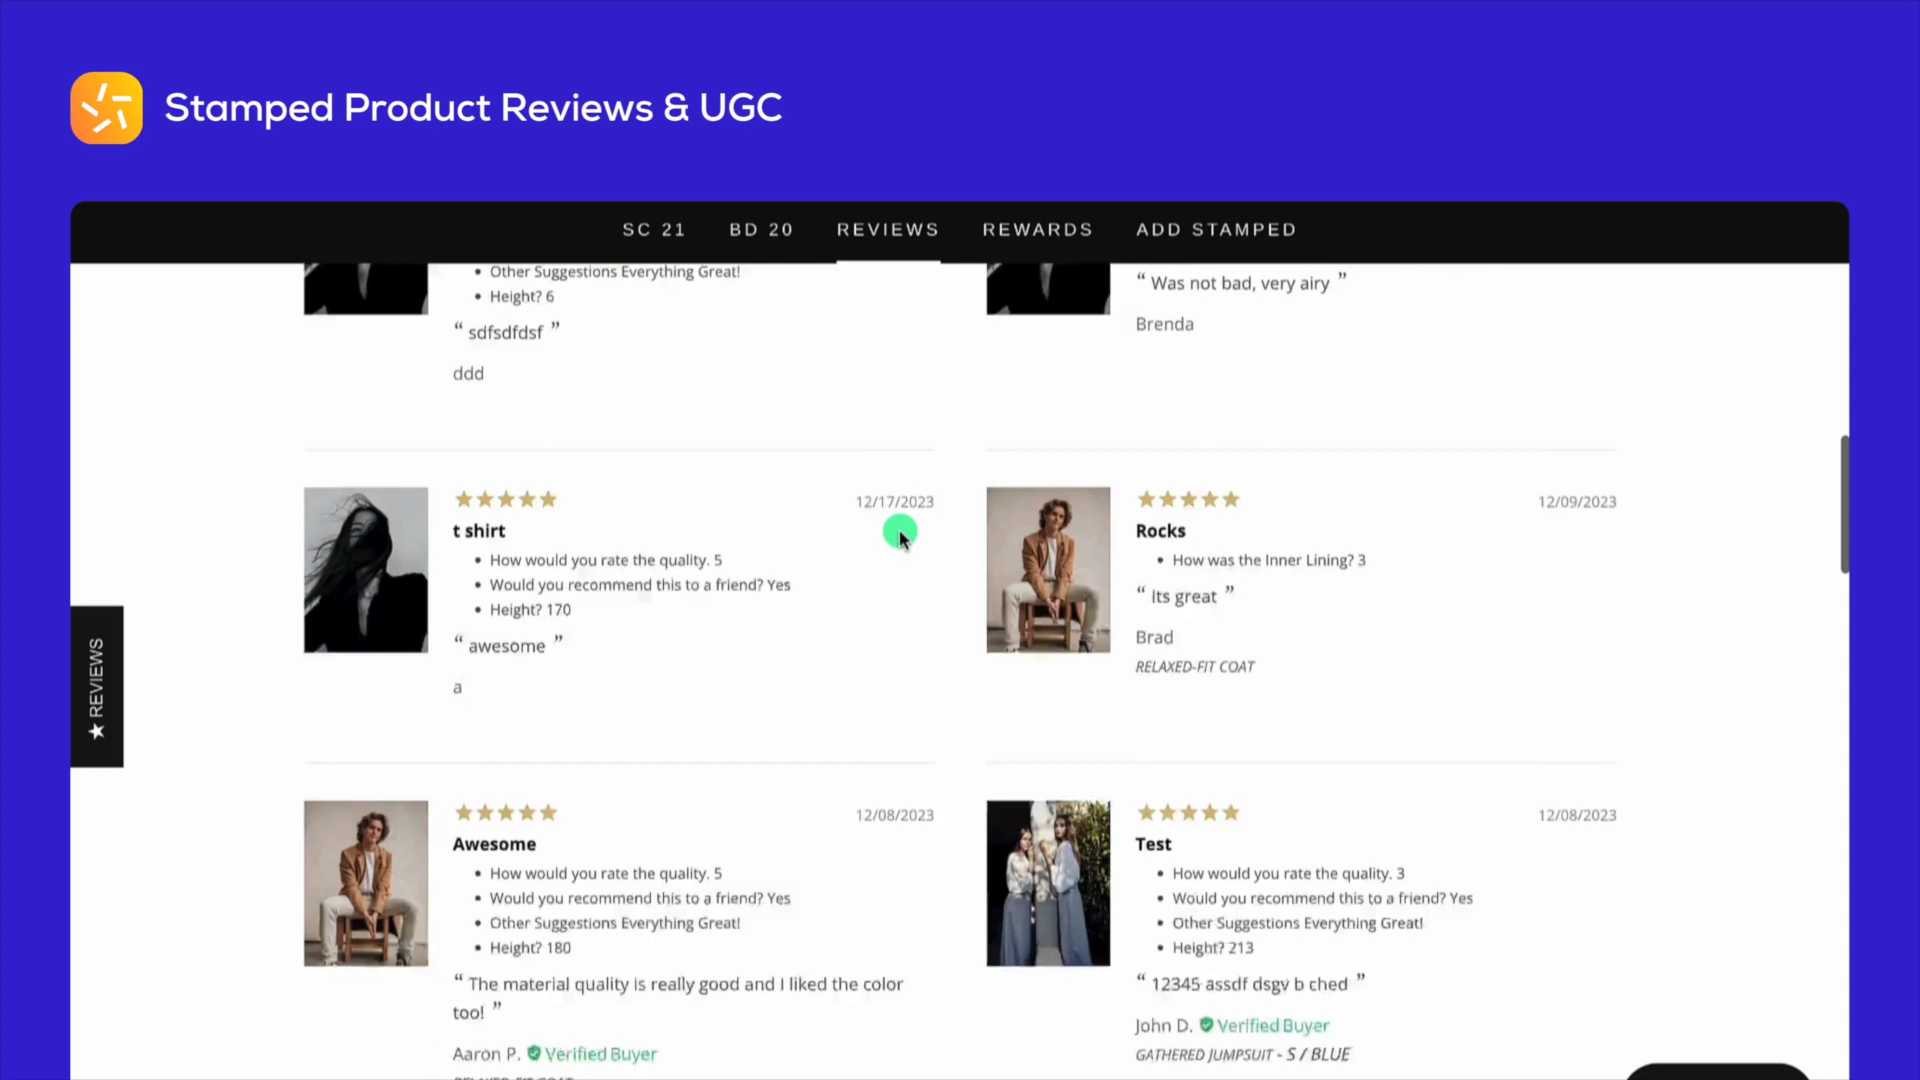 Stamped Product Reviews & UGC
SC 21
BD 20
REVIEWS
REWARDS
ADD STAMPED
• Other Suggestions Everything Great!
• Height? 6
“ sdfsdfdsf ”
ddd
“ Was not bad, very airy ”
Brenda
12/17/2023
t shirt
• How would you rate the quality. 5
• Would you recommend this to a friend? Yes
• Height? 170
“ awesome ”
a
12/09/2023
Rocks
• How was the Inner Lining? 3
“ Its great ”
Brad
RELAXED-FIT COAT
★ REVIEWS
12/08/2023
Awesome
• How would you rate the quality. 5
• Would you recommend this to a friend? Yes
• Other Suggestions Everything Great!
• Height? 180
“ The material quality is really good and I liked the color
too! ”
Aaron P. Verified Buyer
RELAXED-FIT COAT
12/08/2023
Test
• How would you rate the quality. 3
• Would you recommend this to a friend? Yes
• Other Suggestions Everything Great!
• Height? 213
“ 12345 assdf dsgv b ched ”
John D. Verified Buyer
GATHERED JUMPSUIT - S / BLUE